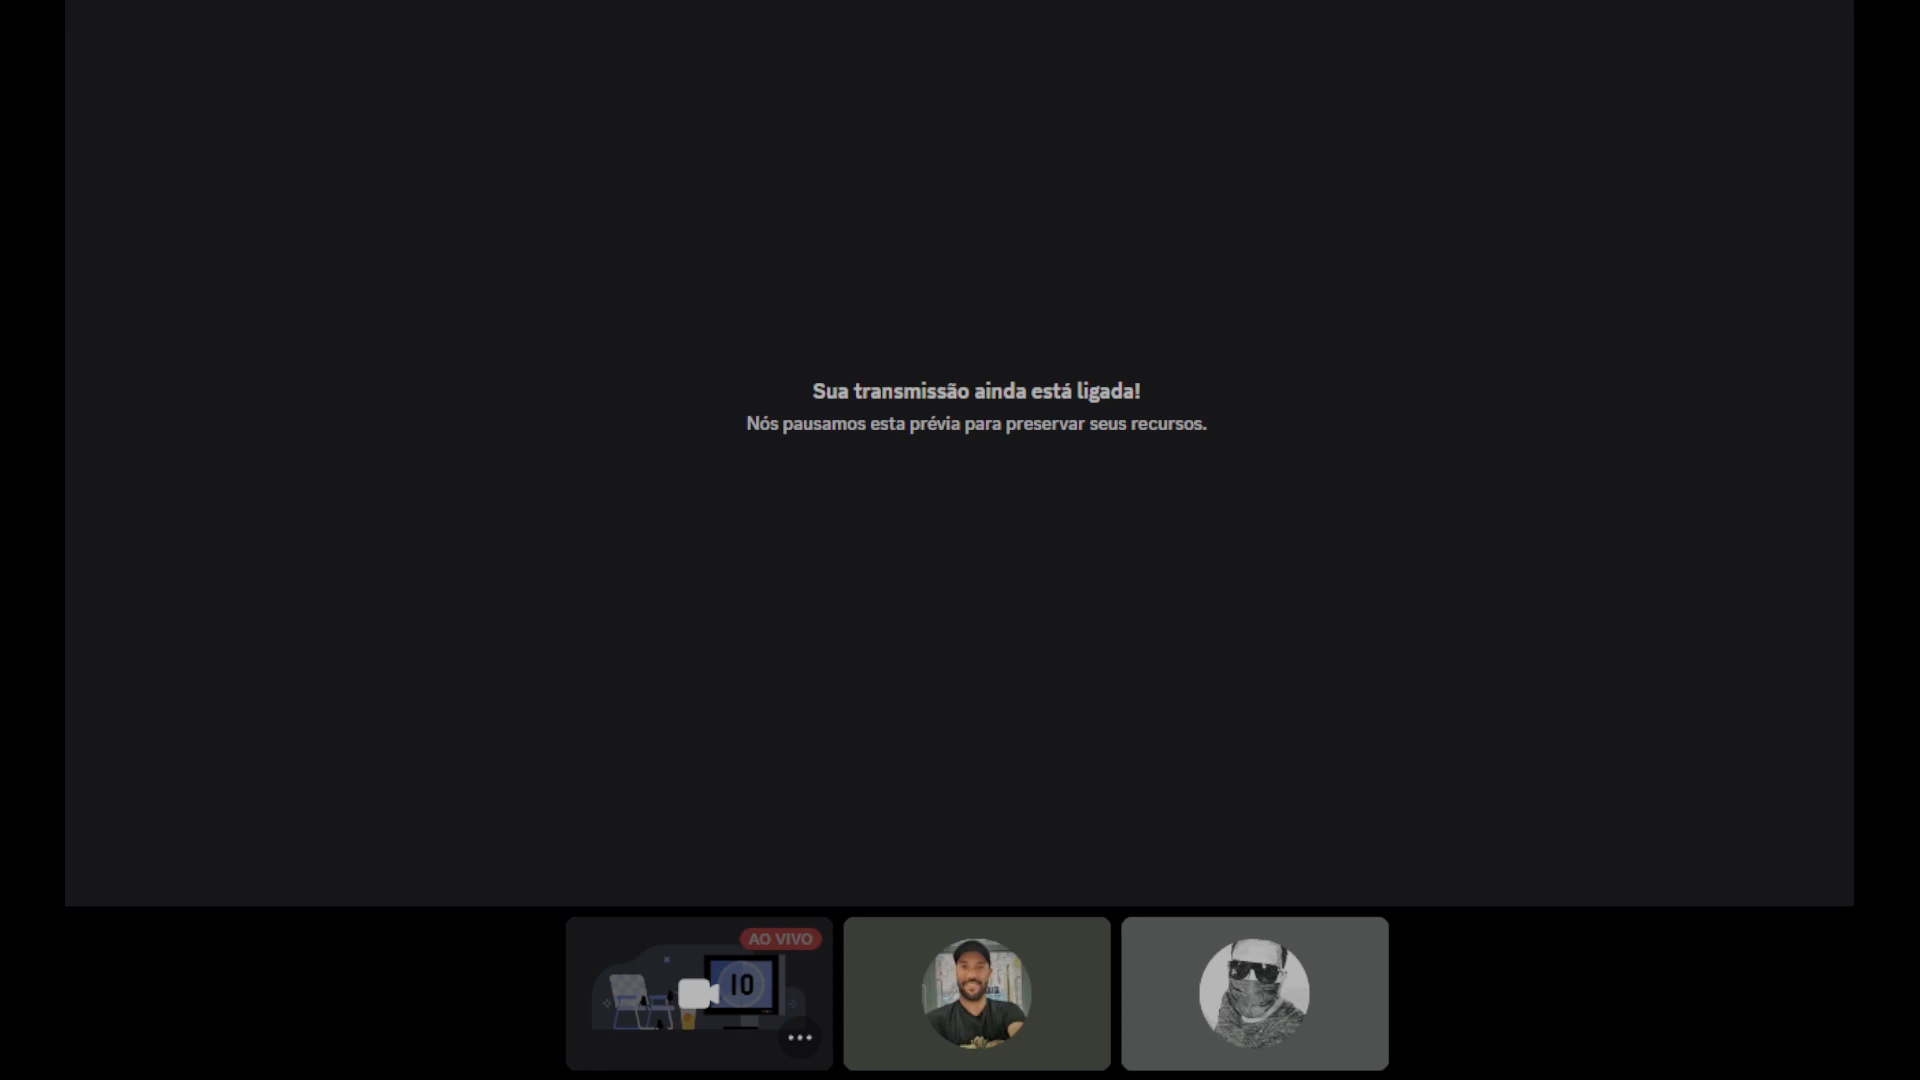 Sua transmissão ainda está ligada!
Nós pausamos esta prévia para preservar seus recursos.
AO VIVO
10